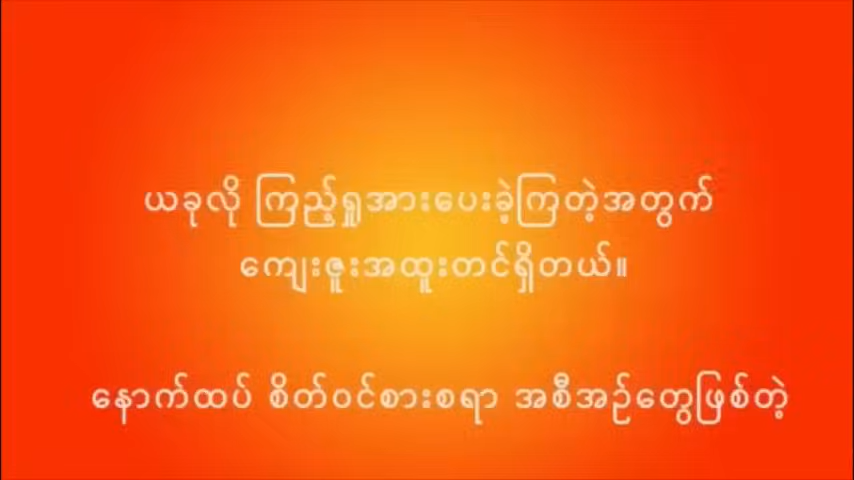 ယခုလို ကြည့်ရှုအားပေးခဲ့ကြတဲ့အတွက်
ကျေးဇူးအထူးတင်ရှိတယ်။
နောက်ထပ် စိတ်ဝင်စားစရာ အစီအဉ်တွေဖြစ်တဲ့